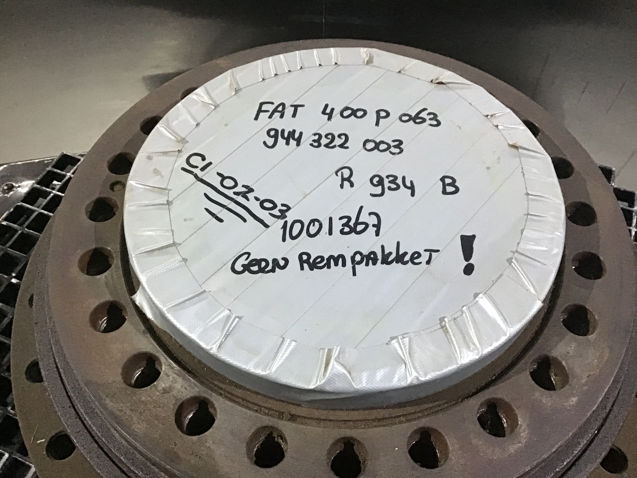 FAT 400 P 063
944 322 003
R 934 B
C1-02-03
1001367
GEEN REMPAKKET !